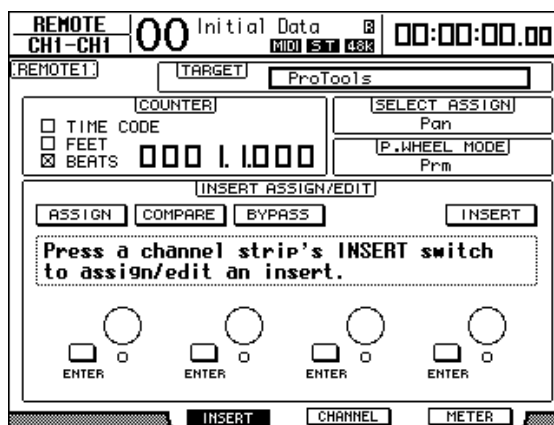 REMOTE
CH1-CH1
00 Initial Data R
MIDI ST 48K
00:00:00.00
REMOTE1
TARGET
ProTools
COUNTER
TIME CODE
FEET
BEATS
000 1.1.000
SELECT ASSIGN
Pan
P.WHEEL MODE
Prm
INSERT ASSIGN/EDIT
ASSIGN COMPARE BYPASS INSERT
Press a channel strip's INSERT switch
to assign/edit an insert.
ENTER ENTER ENTER ENTER
INSERT CHANNEL METER